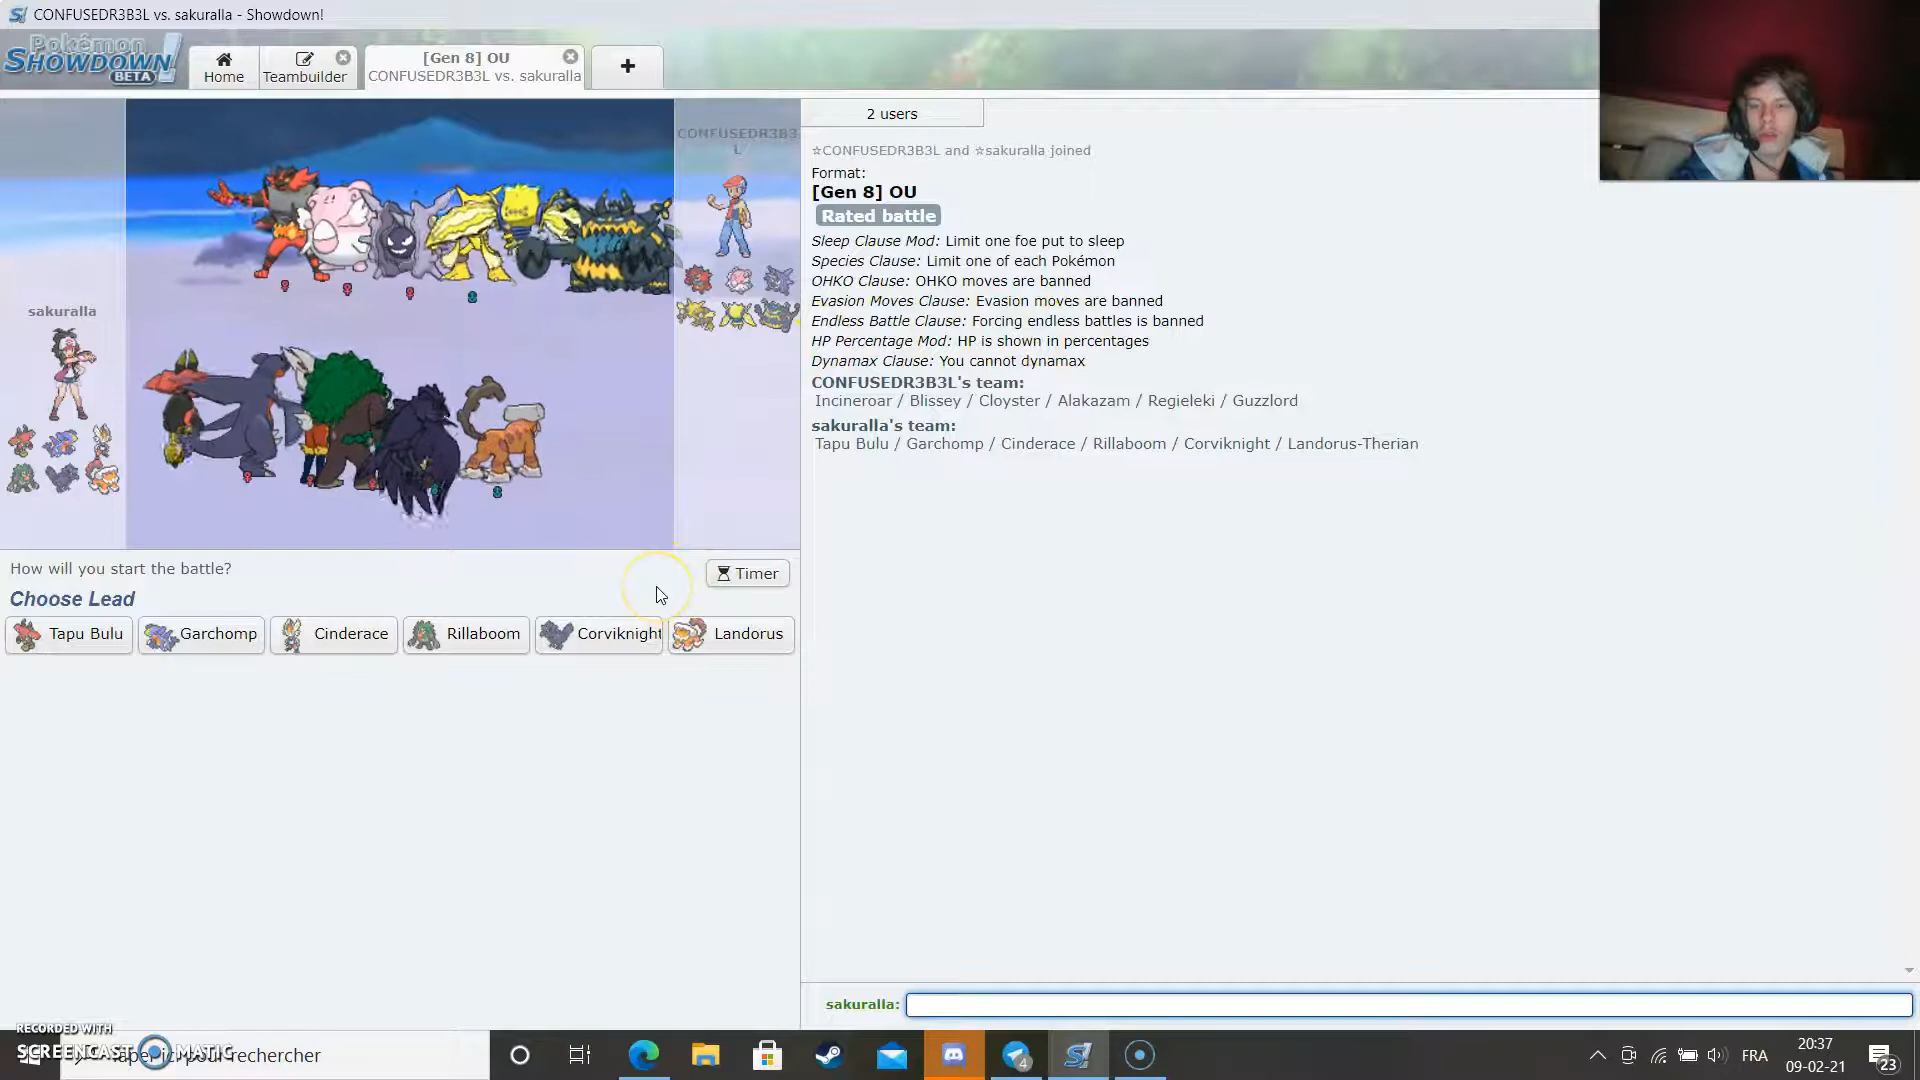 CONFUSEDR3B3L vs. sakuralla - Showdown!
Pokémon
SHOWDOWN!
BETA
Home
Teambuilder
[Gen 8] OU
CONFUSEDR3B3L vs. sakuralla
+
CONFUSEDR3B3
L
sakuralla
2 users
☆CONFUSEDR3B3L and ☆sakuralla joined
Format:
[Gen 8] OU
Rated battle
Sleep Clause Mod: Limit one foe put to sleep
Species Clause: Limit one of each Pokémon
OHKO Clause: OHKO moves are banned
Evasion Moves Clause: Evasion moves are banned
Endless Battle Clause: Forcing endless battles is banned
HP Percentage Mod: HP is shown in percentages
Dynamax Clause: You cannot dynamax
CONFUSEDR3B3L's team:
Incineroar / Blissey / Cloyster / Alakazam / Regieleki / Guzzlord
sakuralla's team:
Tapu Bulu / Garchomp / Cinderace / Rillaboom / Corviknight / Landorus-Therian
How will you start the battle?
Timer
Choose Lead
Tapu Bulu
Garchomp
Cinderace
Rillaboom
Corviknight
Landorus
sakuralla:
RECORDED WITH
SCREENCAST MATIC
pour rechercher
4
FRA
20:37
09-02-21
23